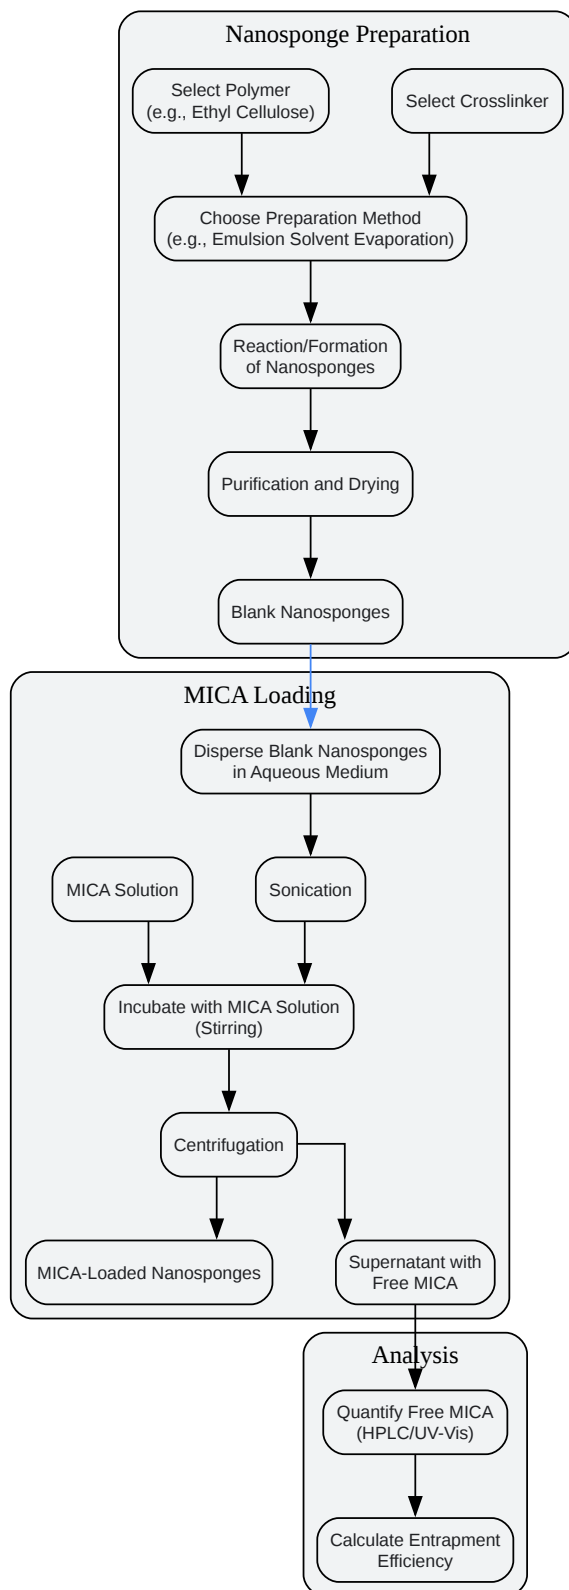 Nanosponge Preparation
Select Polymer
(e.g., Ethyl Cellulose)
Select Crosslinker
Choose Preparation Method
(e.g., Emulsion Solvent Evaporation)
Reaction/Formation
of Nanosponges
Purification and Drying
Blank Nanosponges
MICA Loading
Disperse Blank Nanosponges
in Aqueous Medium
MICA Solution
Sonication
Incubate with MICA Solution
(Stirring)
Centrifugation
MICA-Loaded Nanosponges
Supernatant with
Free MICA
Analysis
Quantify Free MICA
(HPLC/UV-Vis)
Calculate Entrapment
Efficiency